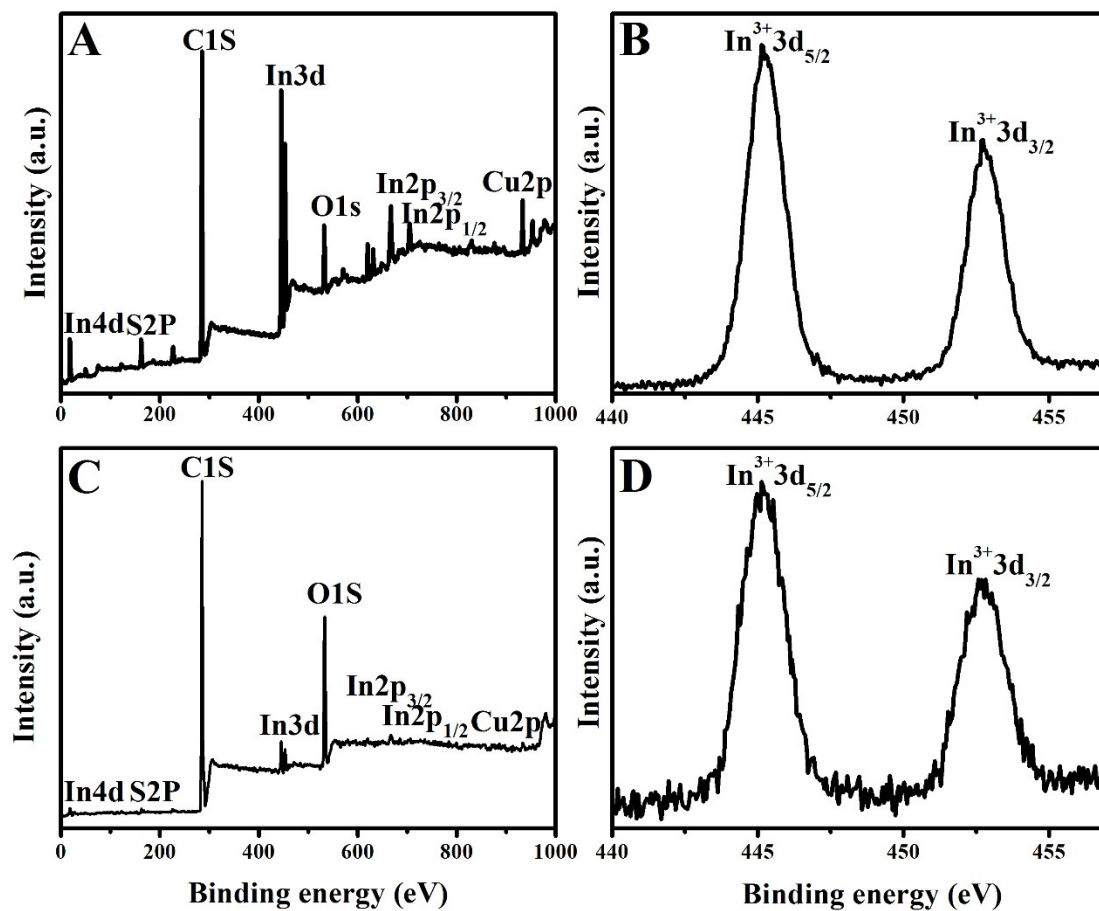 A
C1S
In3d
In4d S2P
O1s
In2p3/2
In2p1/2
Cu2p
Intensity (a.u.)
0 200 400 600 800 1000
B
In3+3d5/2
In3+3d3/2
Intensity (a.u.)
440 445 450 455
C
C1S
O1S
In4d S2P
In3d
In2p3/2
In2p1/2
Cu2p
Intensity (a.u.)
0 200 400 600 800 1000
Binding energy (eV)
D
In3+3d5/2
In3+3d3/2
Intensity (a.u.)
440 445 450 455
Binding energy (eV)